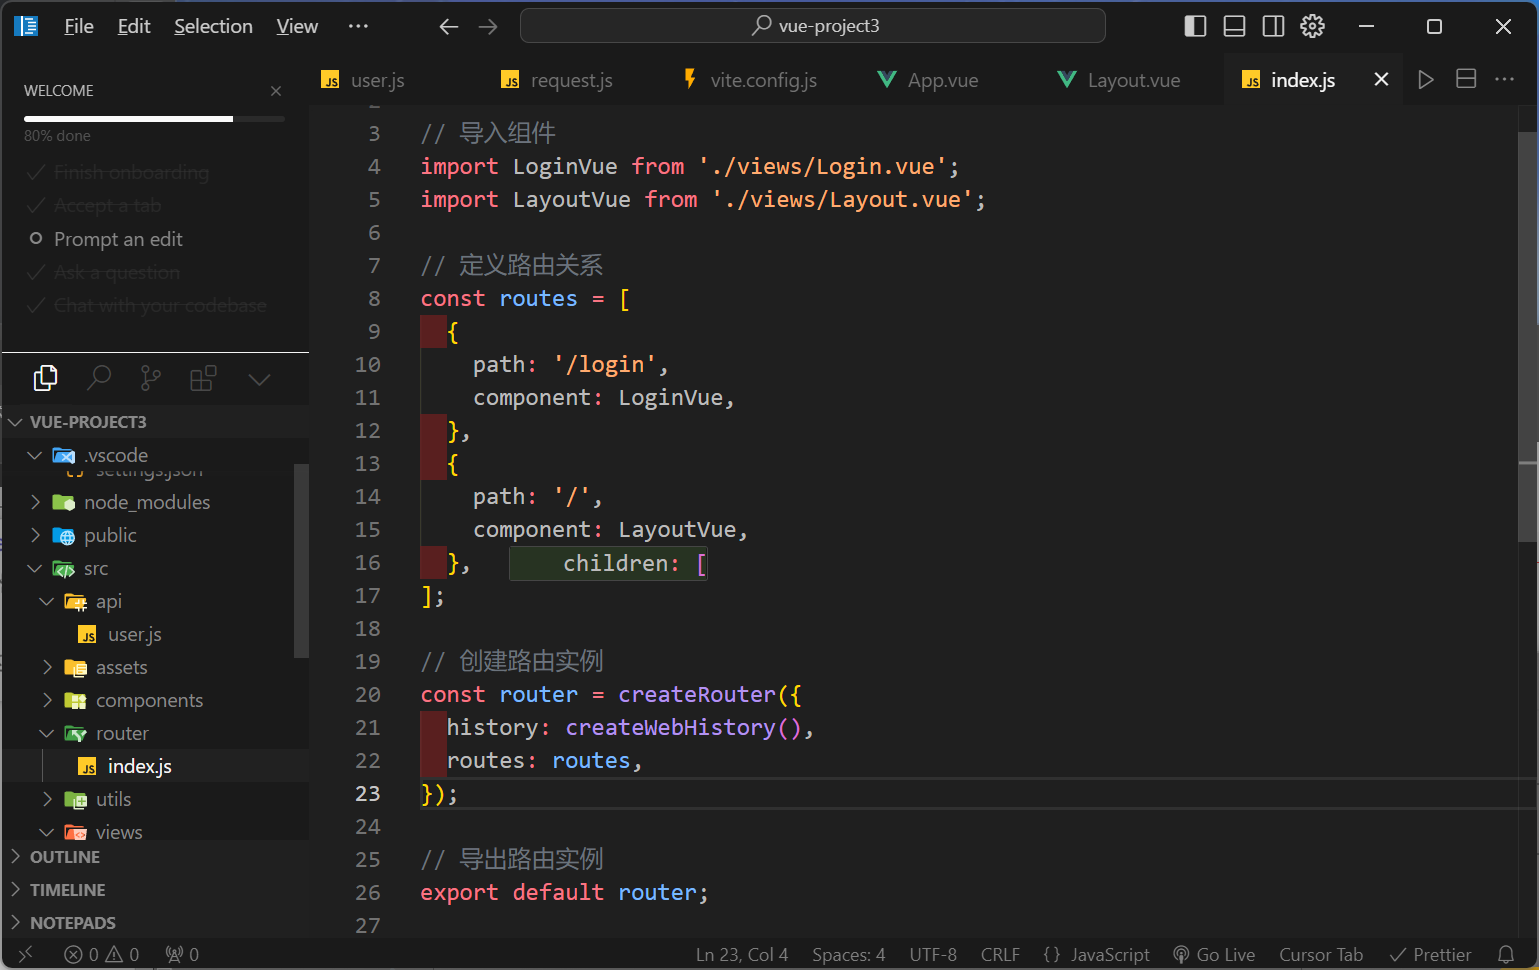 File Edit Selection View ··· vue-project3
WELCOME
80% done
Finish onboarding
Accept a tab
Prompt an edit
Ask a question
Chat with your codebase
VUE-PROJECT3
.vscode
settings.json
node_modules
public
src
api
user.js
assets
components
router
index.js
utils
views
OUTLINE
TIMELINE
NOTEPADS
user.js request.js vite.config.js App.vue Layout.vue index.js
2
3 // 导入组件
4 import LoginVue from './views/Login.vue';
5 import LayoutVue from './views/Layout.vue';
6
7 // 定义路由关系
8 const routes = [
9 {
10 path: '/login',
11 component: LoginVue,
12 },
13 {
14 path: '/',
15 component: LayoutVue,
16 }, children: [
17 ];
18
19 // 创建路由实例
20 const router = createRouter({
21 history: createWebHistory(),
22 routes: routes,
23 });
24
25 // 导出路由实例
26 export default router;
27
0 0 0 Ln 23, Col 4 Spaces: 4 UTF-8 CRLF {} JavaScript Go Live Cursor Tab Prettier